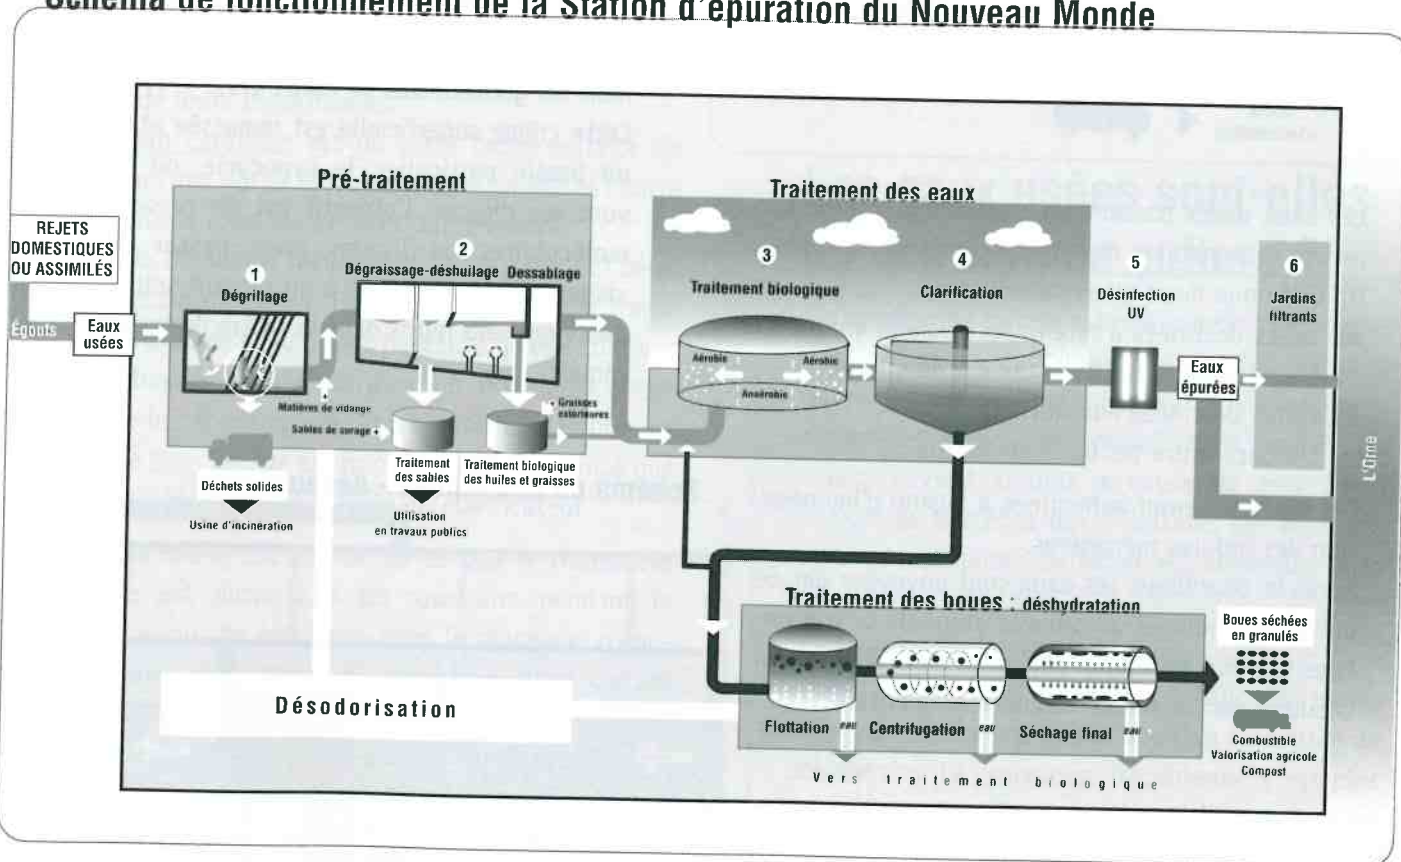 Schéma de fonctionnement de la Station d'épuration du Nouveau Monde
Pré-traitement
Traitement des eaux
REJETS
DOMESTIQUES
OU ASSIMILÉS
Égouts
Eaux
usées
1
Dégrillage
2
Dégraissage-déshuilage Dessablage
3
Traitement biologique
4
Clarification
5
Désinfection
UV
6
Jardins
filtrants
Aérobie
Aérobie
Anaérobie
Eaux
épurées
L'Orne
Matières de vidange
Sables de curage +
+ Graisses
extérieures
Déchets solides
Usine d'incinération
Traitement
des sables
Utilisation
en travaux publics
Traitement biologique
des huiles et graisses
Désodorisation
Traitement des boues : déshydratation
Flottation
eau
Centrifugation
eau
Séchage final
eau
Vers traitement biologique
Boues séchées
en granulés
Combustible
Valorisation agricole
Compost